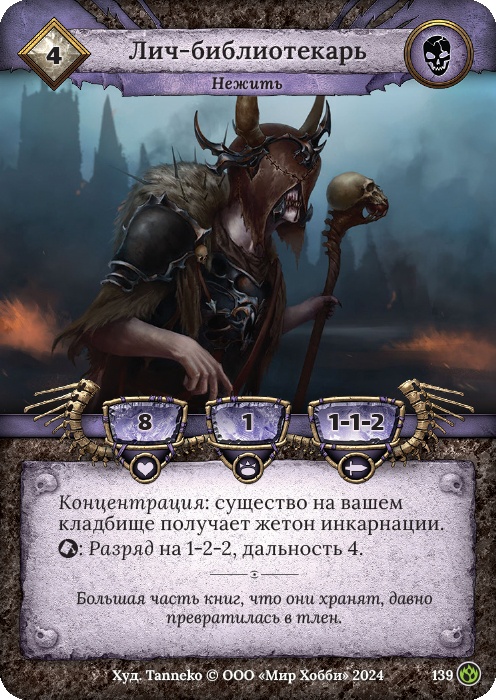 4
Лич-библиотекарь
Нежить
8
1
1-1-2
Концентрация: существо на вашем
кладбище получает жетон инкарнации.
: Разряд на 1-2-2, дальность 4.
Большая часть книг, что они хранят, давно
превратилась в тлен.
Худ. Tanneko © ООО «Мир Хобби» 2024
139